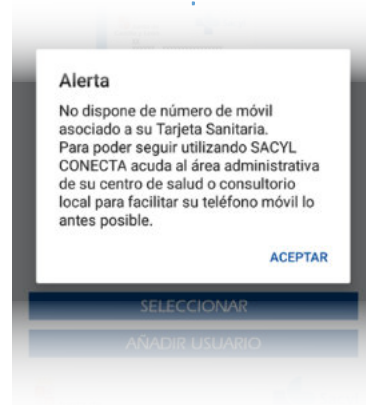 Alerta
No dispone de número de móvil
asociado a su Tarjeta Sanitaria.
Para poder seguir utilizando SACYL
CONECTA acuda al área administrativa
de su centro de salud o consultorio
local para facilitar su teléfono móvil lo
antes posible.
ACEPTAR
SELECCIONAR
AÑADIR USUARIO